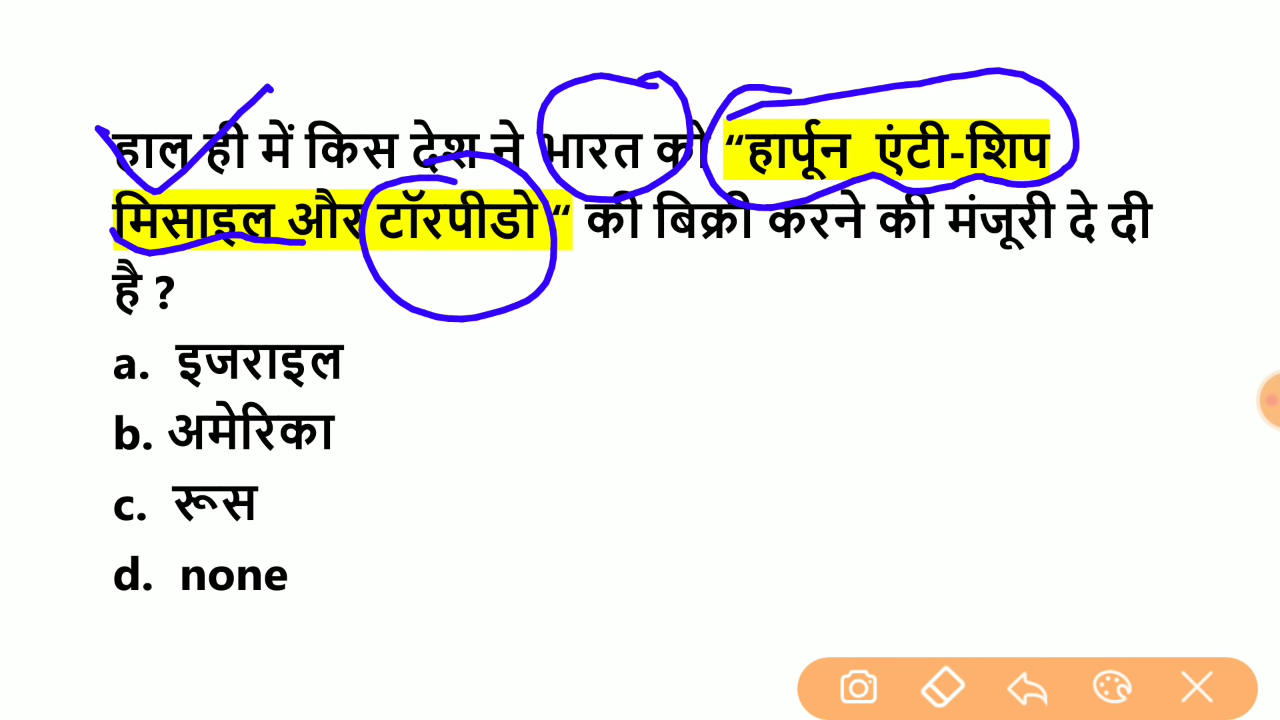 हाल ही में किस देश ने भारत को “हार्पून एंटी-शिप
मिसाइल और टॉरपीडो “ की बिक्री करने की मंजूरी दे दी
है ?
a. इजराइल
b. अमेरिका
c. रूस
d. none